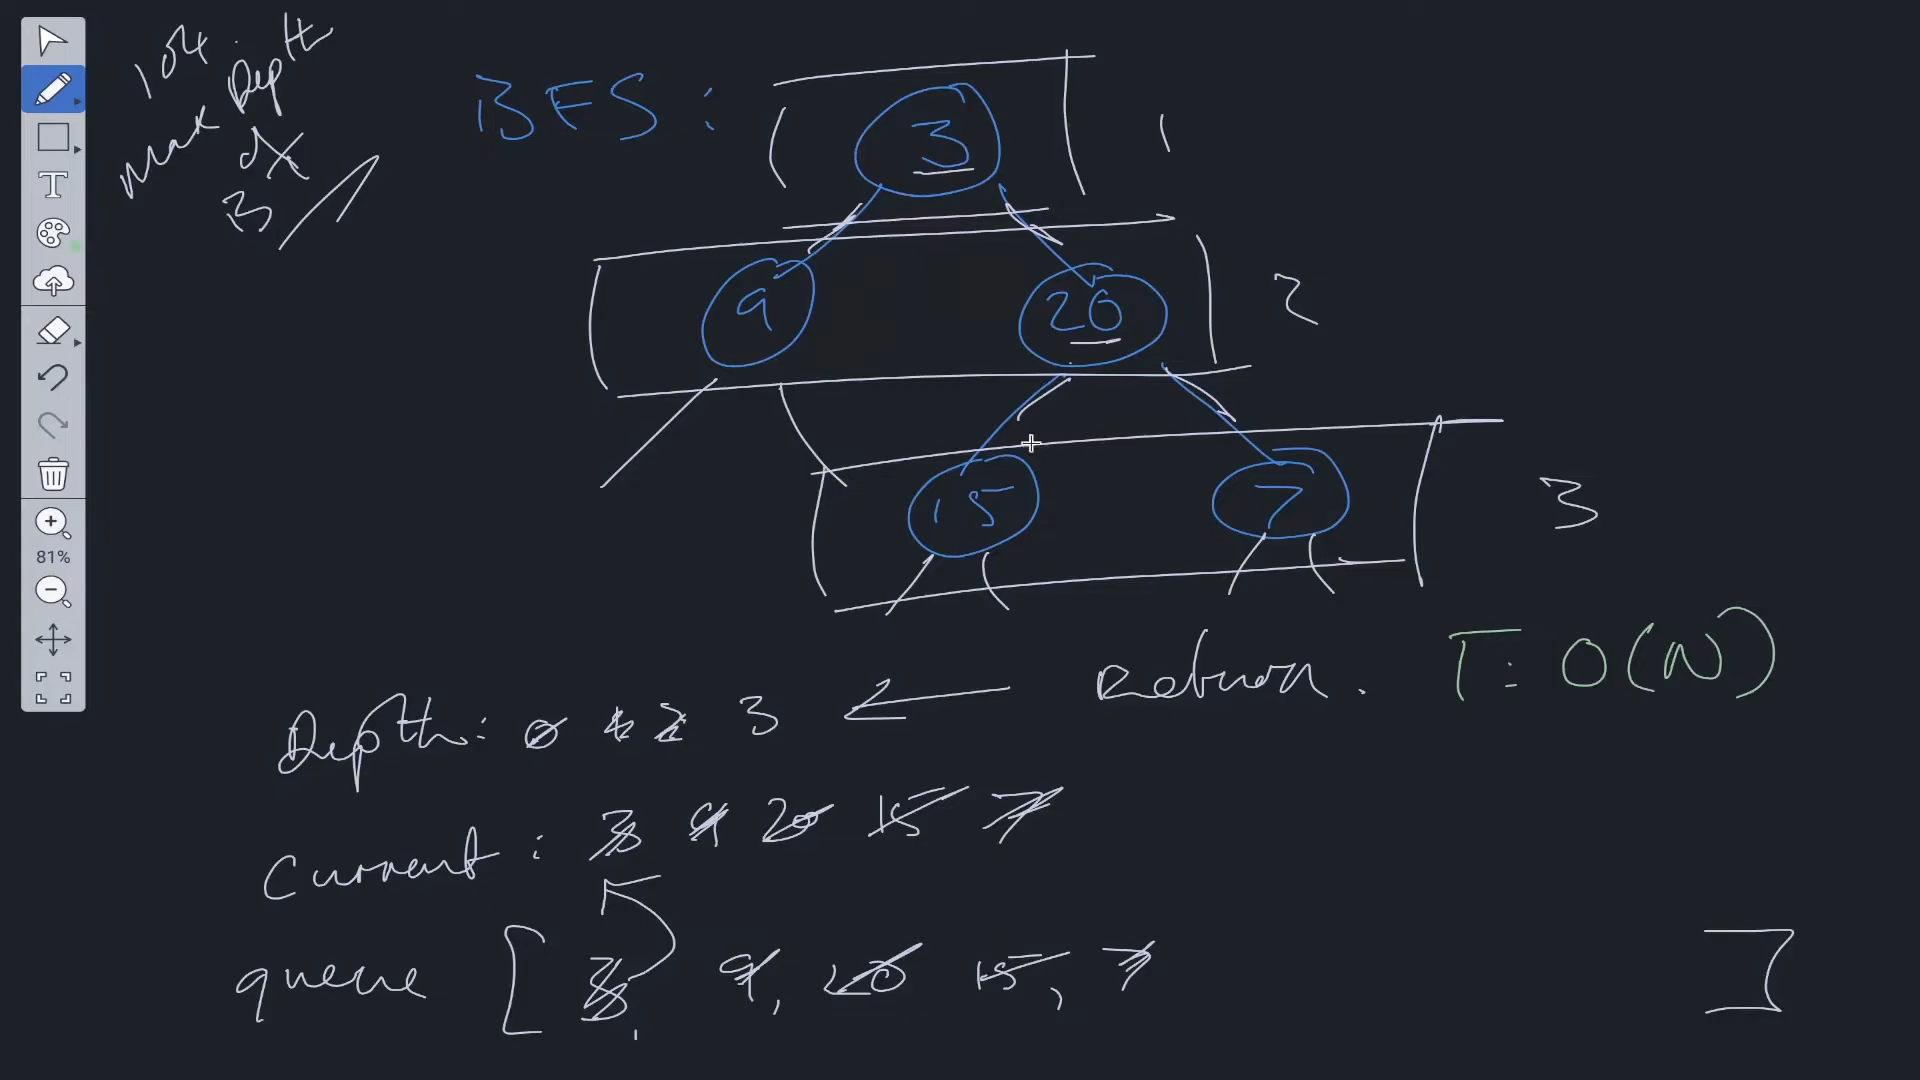 104
Max Depth
BFS:
3
1
9
20
2
15
7
3
Return.
T: O(N)
Depth: 0 1 2 3
Current: 3 9 20 15 7
queue [ 3, 9, 20 15, 7 ]
81%